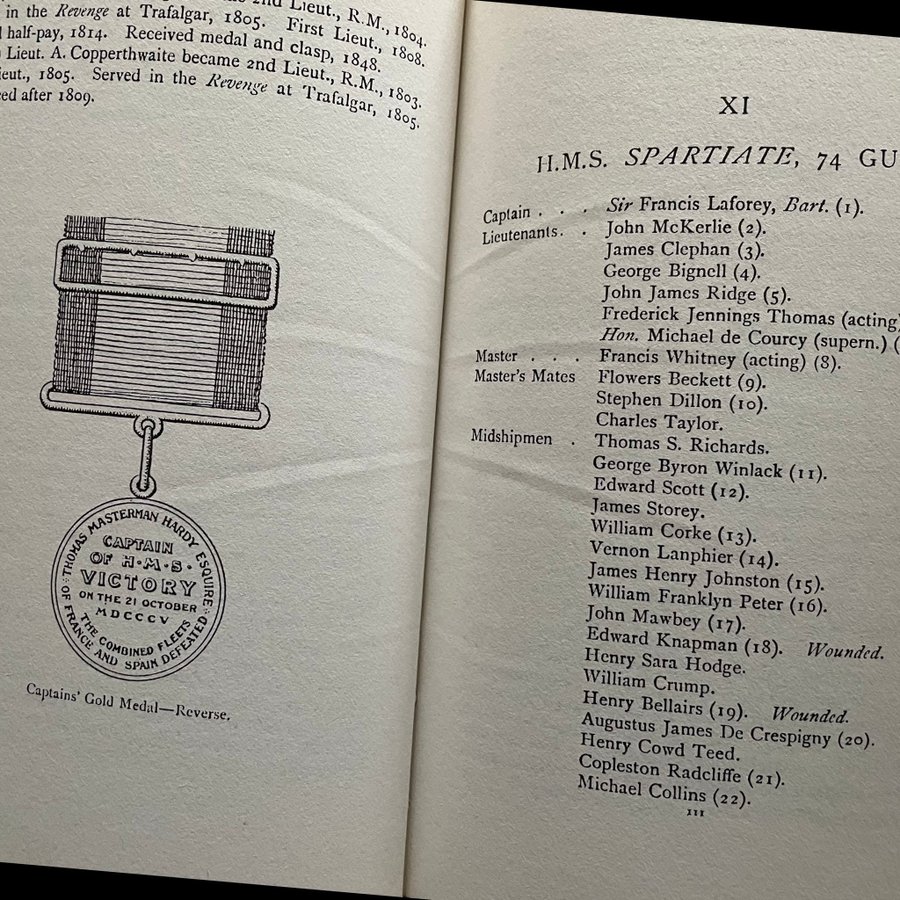 2nd Lieut., R.M., 1804.
in the Revenge at Trafalgar, 1805. First Lieut., 1808.
half-pay, 1814. Received medal and clasp, 1848.
Lieut. A. Copperthwaite became 2nd Lieut., R.M., 1803.
1805. Served in the Revenge at Trafalgar, 1805.
after 1809.
THOMAS MASTERMAN HARDY ESQUIRE
CAPTAIN
OF H·M·S·
VICTORY
ON THE 21 OCTOBER
MDCCCV
THE COMBINED FLEETS
OF FRANCE AND SPAIN DEFEATED
Captains' Gold Medal—Reverse.
XI
H.M.S. SPARTIATE, 74 GU
Captain . . . Sir Francis Laforey, Bart. (1).
Lieutenants. . John McKerlie (2).
James Clephan (3).
George Bignell (4).
John James Ridge (5).
Frederick Jennings Thomas (acting)
Hon. Michael de Courcy (supern.) (
Master . . . Francis Whitney (acting) (8).
Master's Mates Flowers Beckett (9).
Stephen Dillon (10).
Charles Taylor.
Midshipmen . Thomas S. Richards.
George Byron Winlack (11).
Edward Scott (12).
James Storey.
William Corke (13).
Vernon Lanphier (14).
James Henry Johnston (15).
William Franklyn Peter (16).
John Mawbey (17).
Edward Knapman (18). Wounded.
Henry Sara Hodge.
William Crump.
Henry Bellairs (19). Wounded.
Augustus James De Crespigny (20).
Henry Cowd Teed.
Copleston Radcliffe (21).
Michael Collins (22).
111